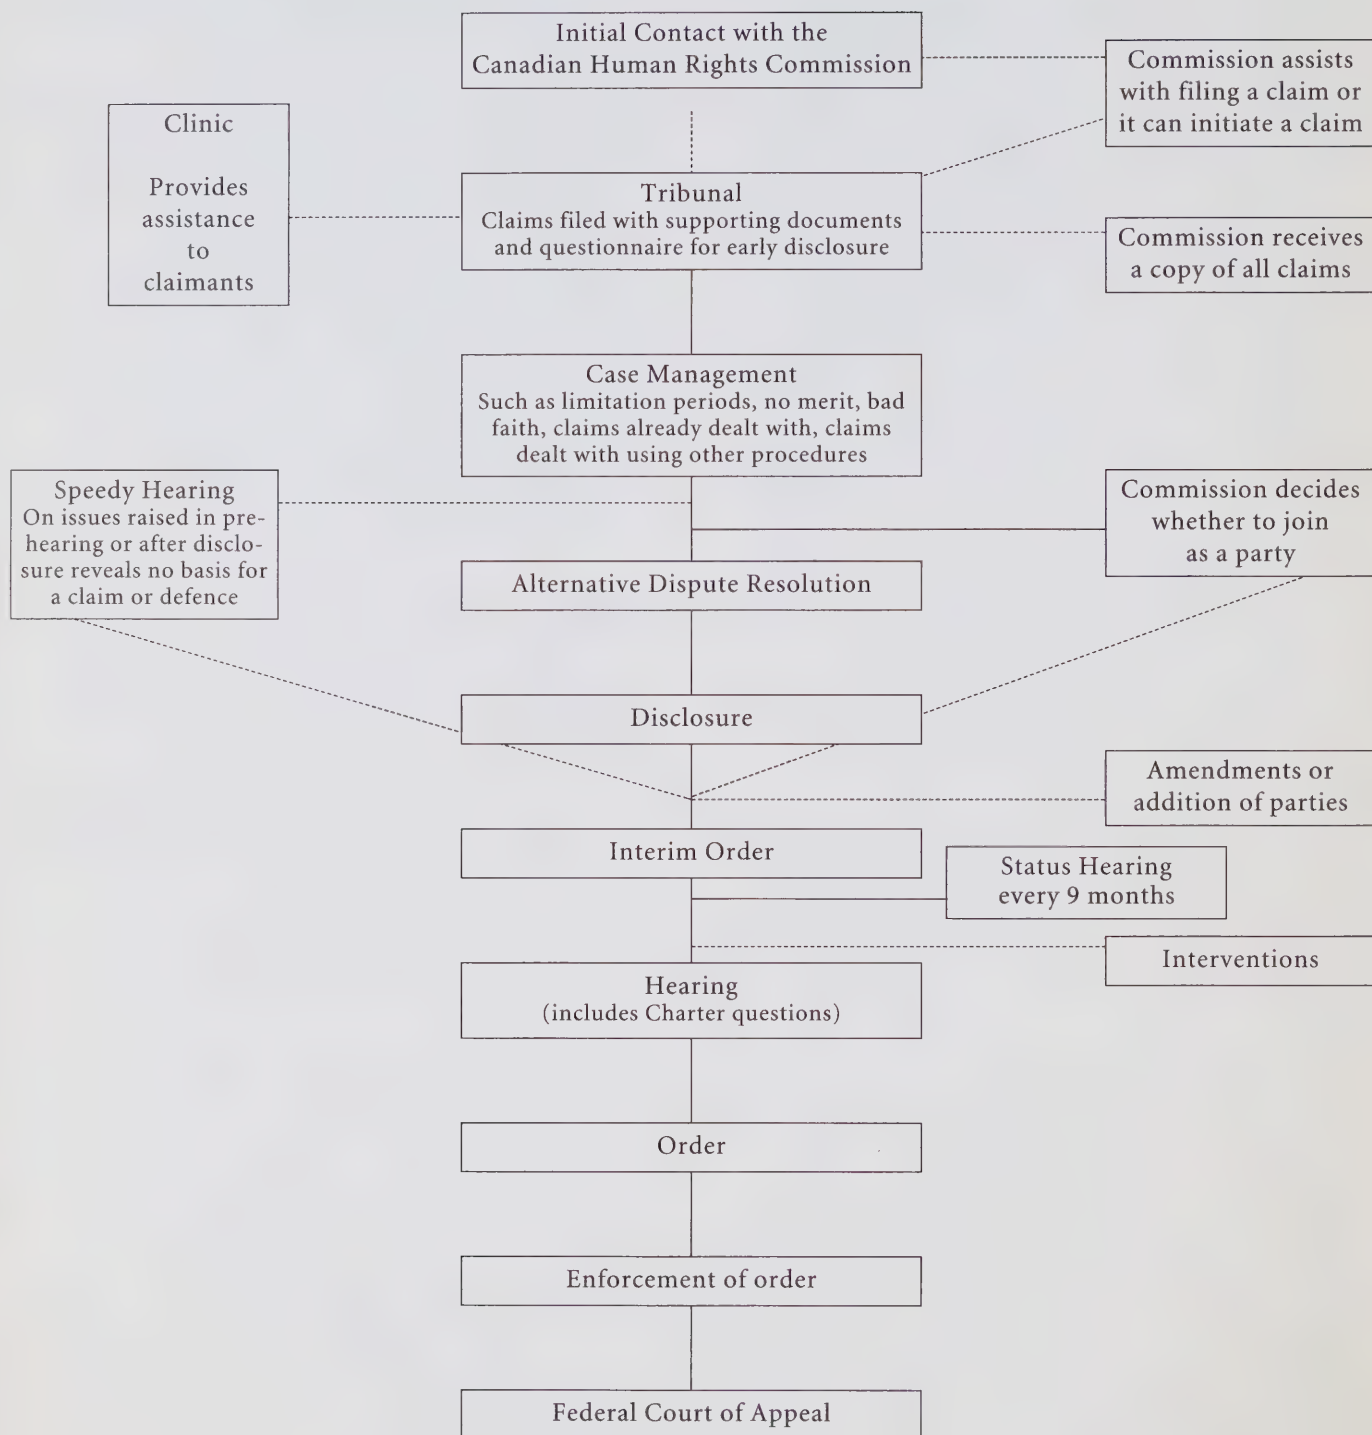 Initial Contact with the
Canadian Human Rights Commission
Commission assists
with filing a claim or
it can initiate a claim
Clinic
Provides
assistance
to
claimants
Tribunal
Claims filed with supporting documents
and questionnaire for early disclosure
Commission receives
a copy of all claims
Case Management
Such as limitation periods, no merit, bad
faith, claims already dealt with, claims
dealt with using other procedures
Speedy Hearing
On issues raised in pre-
hearing or after disclo-
sure reveals no basis for
a claim or defence
Commission decides
whether to join
as a party
Alternative Dispute Resolution
Disclosure
Amendments or
addition of parties
Interim Order
Status Hearing
every 9 months
Interventions
Hearing
(includes Charter questions)
Order
Enforcement of order
Federal Court of Appeal